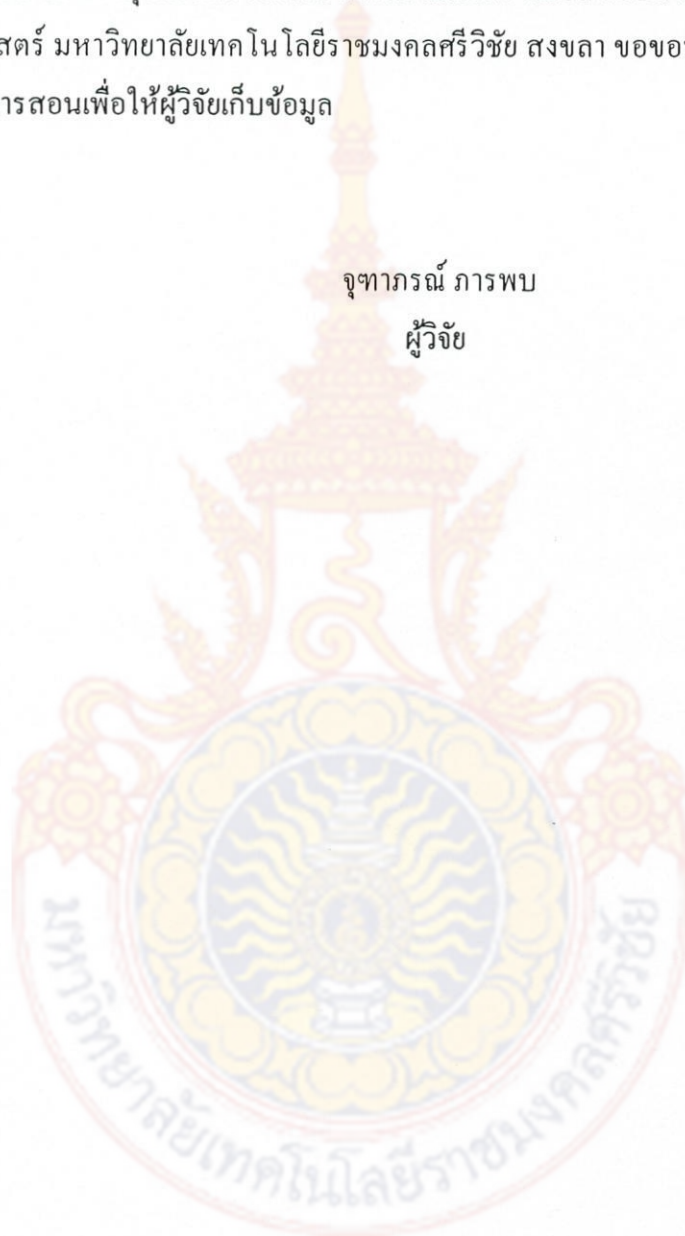 สตร์ มหาวิทยาลัยเทคโนโลยีราชมงคลศรีวิชัย สงขลา ขอขอ
ารสอนเพื่อให้ผู้วิจัยเก็บข้อมูล
จุฑาภรณ์ ภารพบ
ผู้วิจัย
มหาวิทยาลัยเทคโนโลยีราชมงคลศรีวิชัย